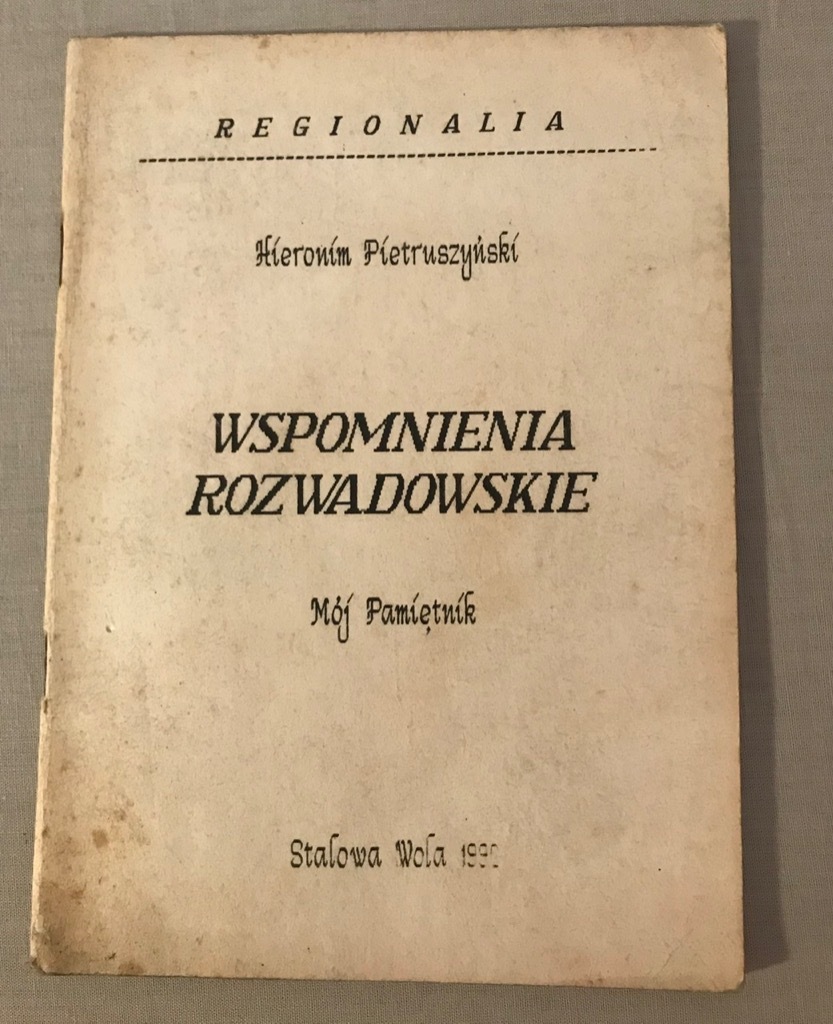 REGIONALIA
Hieronim Pietruszyński
WSPOMNIENIA
ROZWADOWSKIE
Mój Pamiętnik
Stalowa Wola